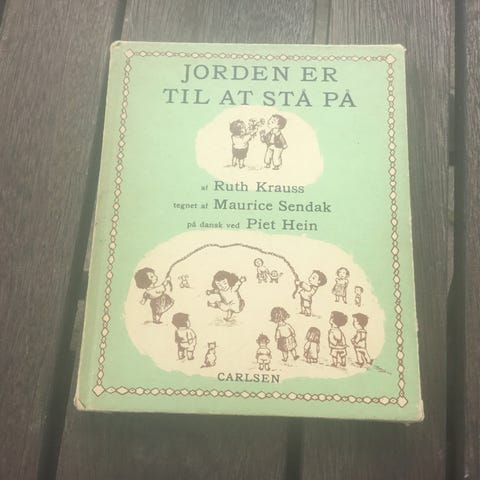 JORDEN ER
TIL AT STÅ PÅ
af Ruth Krauss
tegnet af Maurice Sendak
på dansk ved Piet Hein
CARLSEN